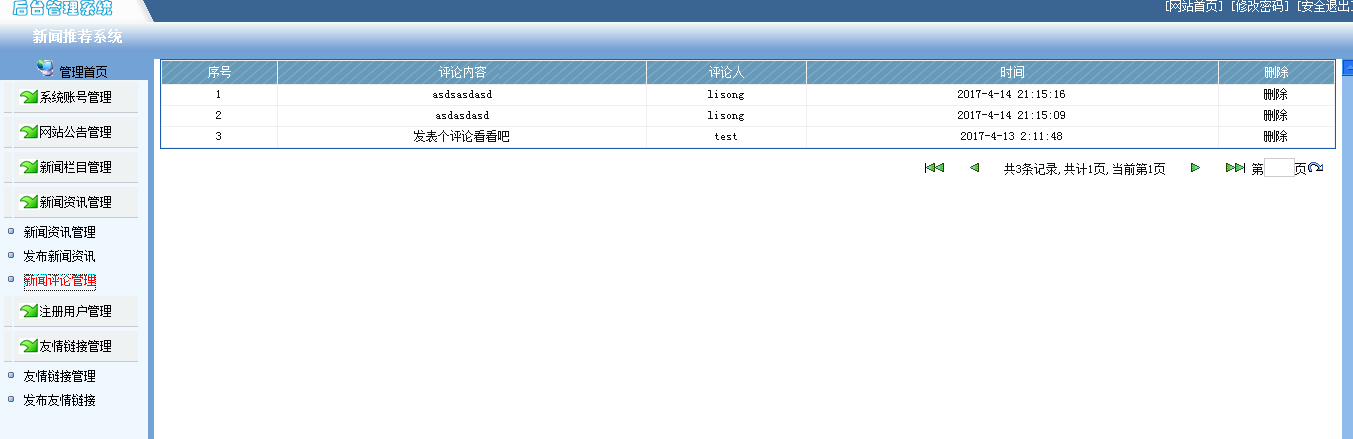 后台管理系统
[网站首页] [修改密码] [安全退出]
新闻推荐系统
管理首页
系统账号管理
网站公告管理
新闻栏目管理
新闻资讯管理
新闻资讯管理
发布新闻资讯
新闻评论管理
注册用户管理
友情链接管理
友情链接管理
发布友情链接
序号 评论内容 评论人 时间 删除
1 asdsasdasd lisong 2017-4-14 21:15:16 删除
2 asdasdasd lisong 2017-4-14 21:15:09 删除
3 发表个评论看看吧 test 2017-4-13 2:11:48 删除
共3条记录, 共计1页, 当前第1页 第 页